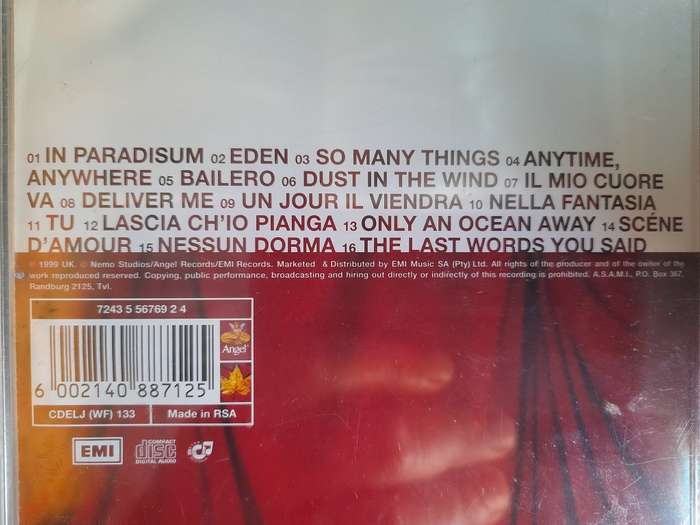 01 IN PARADISUM 02 EDEN 03 SO MANY THINGS 04 ANYTIME,
ANYWHERE 05 BAILERO 06 DUST IN THE WIND 07 IL MIO CUORE
VA 08 DELIVER ME 09 UN JOUR IL VIENDRA 10 NELLA FANTASIA
11 TU 12 LASCIA CH'IO PIANGA 13 ONLY AN OCEAN AWAY 14 SCÉNE
D'AMOUR 15 NESSUN DORMA 16 THE LAST WORDS YOU SAID
1999 UK. Nemo Studios/Angel Records/EMI Records. Marketed & Distributed by EMI Music SA (Pty) Ltd. All rights of the producer and of the owner of the
work reproduced reserved. Copying, public performance, broadcasting and hiring out directly or indirectly of this recording is prohibited. A.S.A.M.I., P.O. Box 367,
Randburg 2125, Tvl.
7243 5 56769 2 4
Angel
6 002140 887125
CDELJ (WF) 133 Made in RSA
EMI
COMPACT
disc
DIGITAL AUDIO